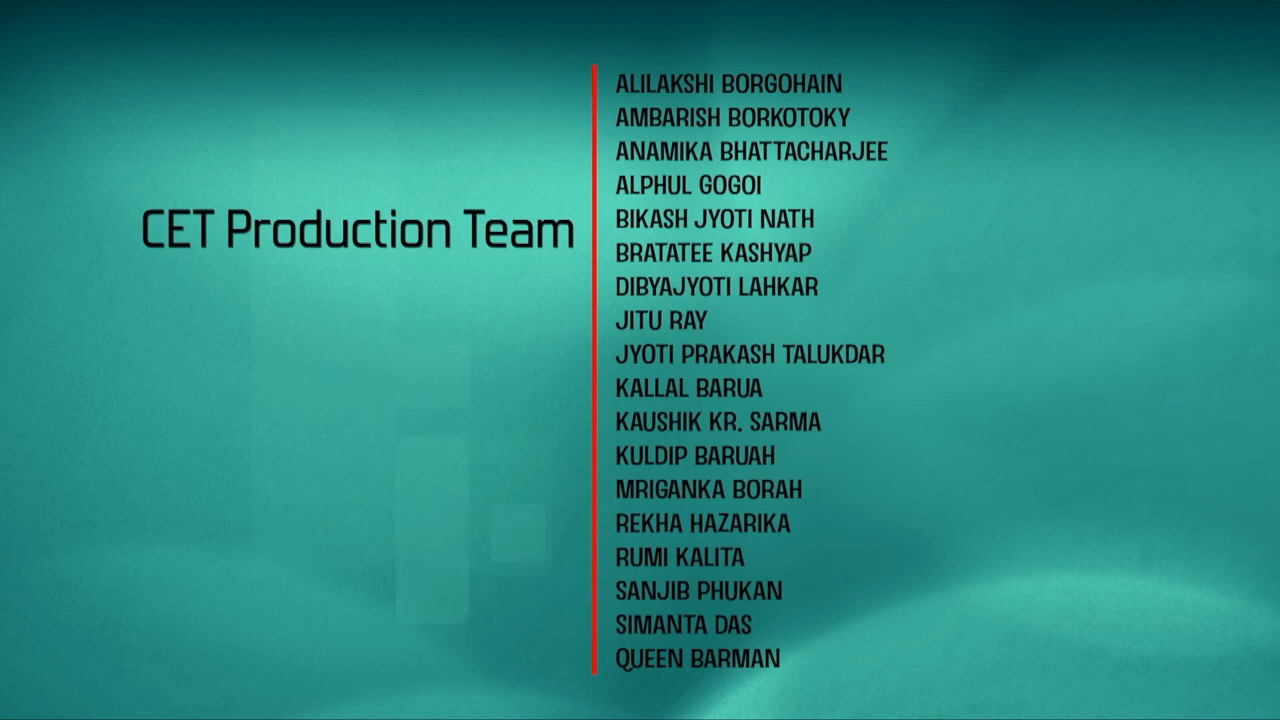 CET Production Team
ALILAKSHI BORGOHAIN
AMBARISH BORKOTOKY
ANAMIKA BHATTACHARJEE
ALPHUL GOGOI
BIKASH JYOTI NATH
BRATATEE KASHYAP
DIBYAJYOTI LAHKAR
JITU RAY
JYOTI PRAKASH TALUKDAR
KALLAL BARUA
KAUSHIK KR. SARMA
KULDIP BARUAH
MRIGANKA BORAH
REKHA HAZARIKA
RUMI KALITA
SANJIB PHUKAN
SIMANTA DAS
QUEEN BARMAN